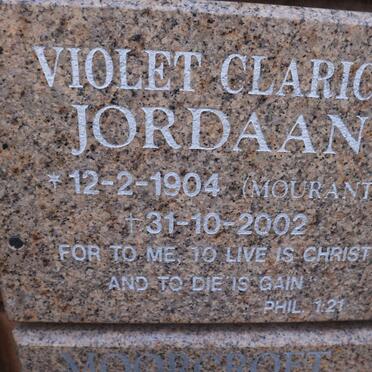 VIOLET CLARIC
JORDAAN
*12-2-1904 (MOURANT
†31-10-2002
FOR TO ME, TO LIVE IS CHRIST
AND TO DIE IS GAIN
PHIL. 1:21
MOORCROFT